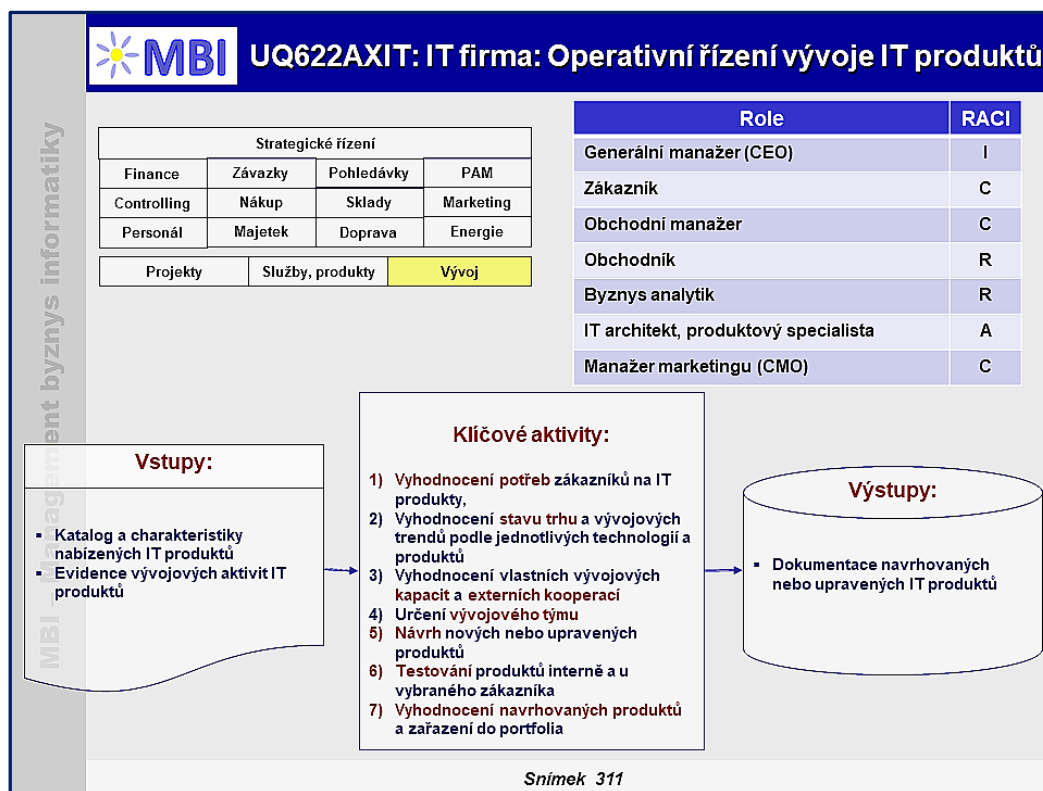 MBI
UQ622AXIT: IT firma: Operativní řízení vývoje IT produktů
MBI – Management byznys informatiky
Strategické řízení
Finance Závazky Pohledávky PAM
Controlling Nákup Sklady Marketing
Personál Majetek Doprava Energie
Projekty Služby, produkty Vývoj
Role RACI
Generální manažer (CEO) I
Zákazník C
Obchodní manažer C
Obchodník R
Byznys analytik R
IT architekt, produktový specialista A
Manažer marketingu (CMO) C
Vstupy:
▪ Katalog a charakteristiky
nabízených IT produktů
▪ Evidence vývojových aktivit IT
produktů
Klíčové aktivity:
1) Vyhodnocení potřeb zákazníků na IT
produkty,
2) Vyhodnocení stavu trhu a vývojových
trendů podle jednotlivých technologií a
produktů
3) Vyhodnocení vlastních vývojových
kapacit a externích kooperací
4) Určení vývojového týmu
5) Návrh nových nebo upravených
produktů
6) Testování produktů interně a u
vybraného zákazníka
7) Vyhodnocení navrhovaných produktů
a zařazení do portfolia
Výstupy:
▪ Dokumentace navrhovaných
nebo upravených IT produktů
Snímek 311